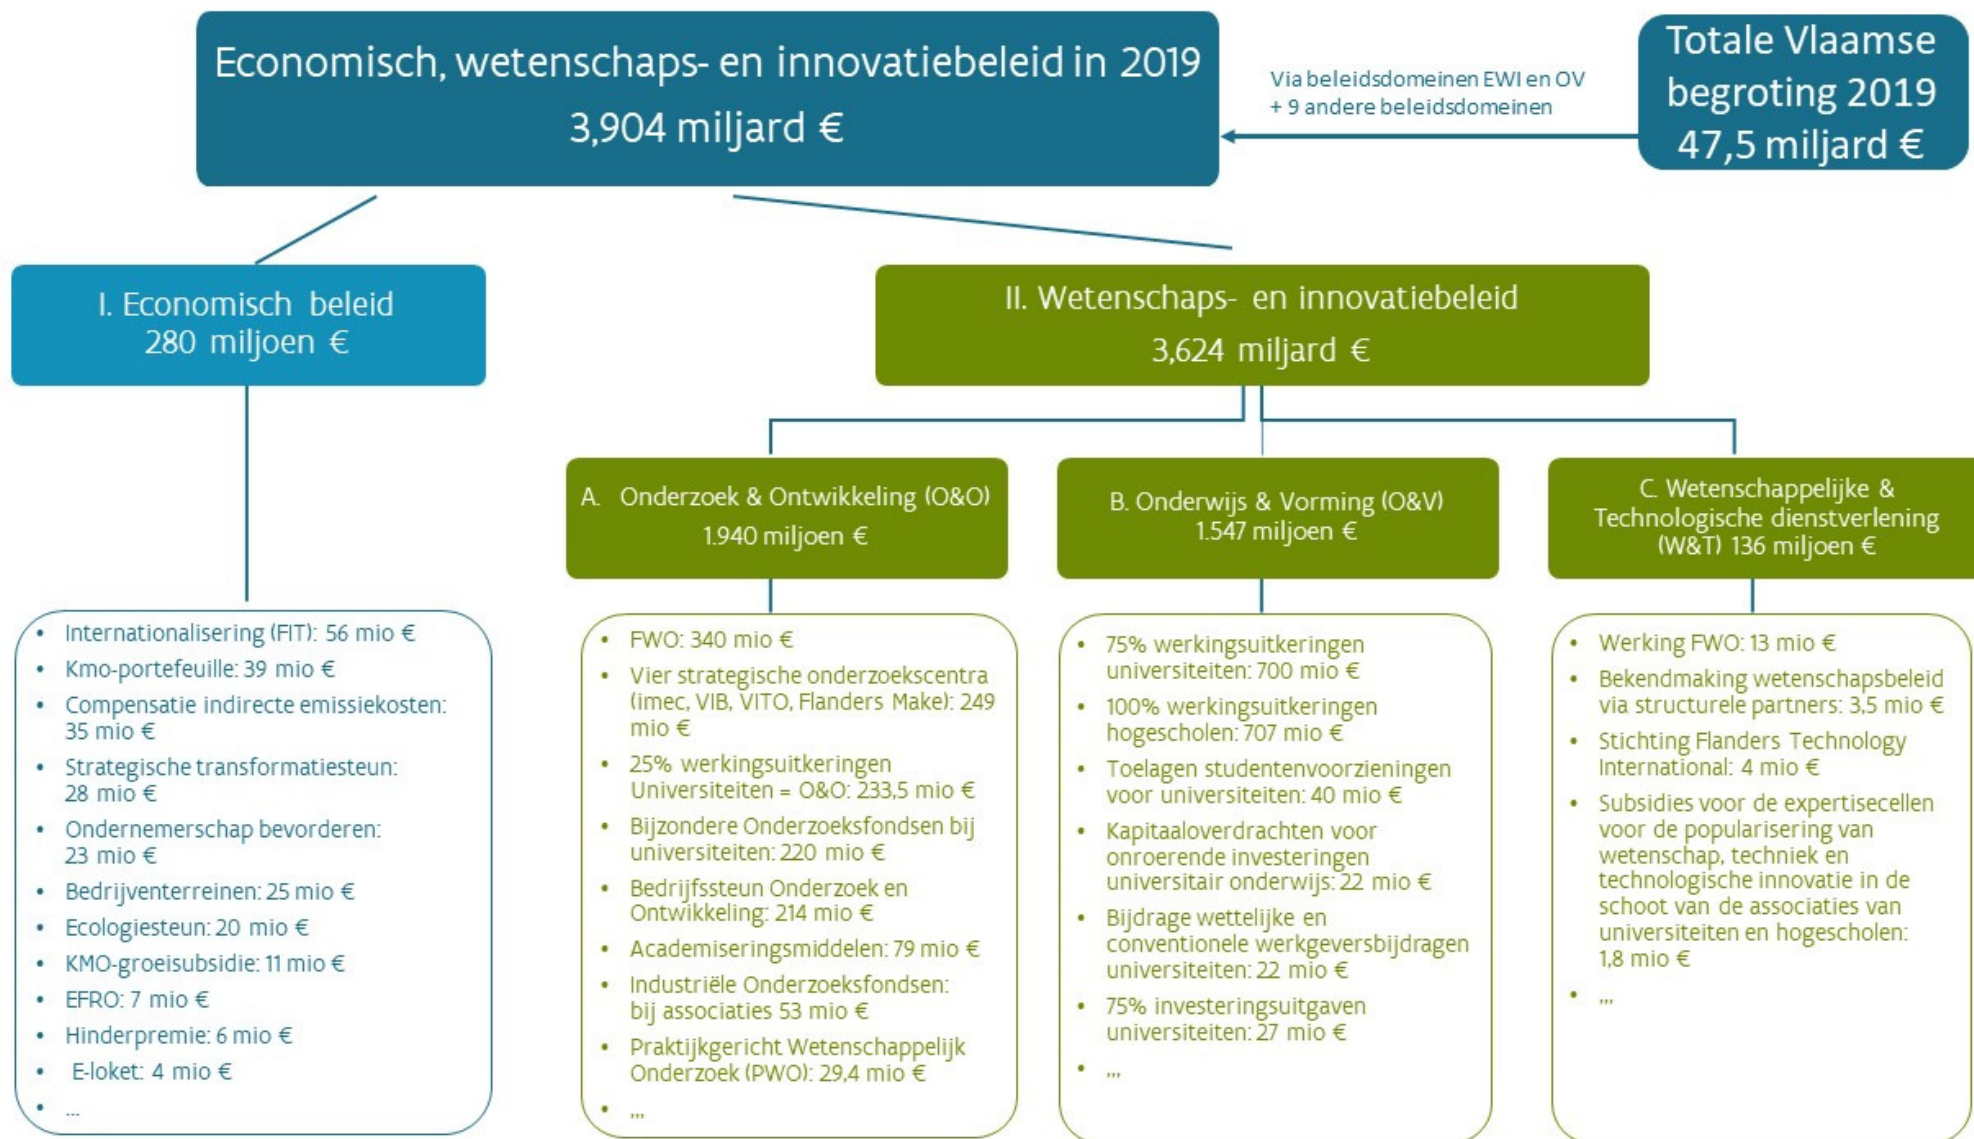 Economisch, wetenschaps- en innovatiebeleid in 2019
3,904 miljard €
Via beleidsdomeinen EWI en OV
+ 9 andere beleidsdomeinen
Totale Vlaamse
begroting 2019
47,5 miljard €
I. Economisch beleid
280 miljoen €
II. Wetenschaps- en innovatiebeleid
3,624 miljard €
A. Onderzoek & Ontwikkeling (O&O)
1.940 miljoen €
B. Onderwijs & Vorming (O&V)
1.547 miljoen €
C. Wetenschappelijke &
Technologische dienstverlening
(W&T) 136 miljoen €
• Internationalisering (FIT): 56 mio €
• Kmo-portefeuille: 39 mio €
• Compensatie indirecte emissiekosten:
35 mio €
• Strategische transformatiesteun:
28 mio €
• Ondernemerschap bevorderen:
23 mio €
• Bedrijventerreinen: 25 mio €
• Ecologiesteun: 20 mio €
• KMO-groeisubsidie: 11 mio €
• EFRO: 7 mio €
• Hinderpremie: 6 mio €
• E-loket: 4 mio €
• ...
• FWO: 340 mio €
• Vier strategische onderzoekscentra
(imec, VIB, VITO, Flanders Make): 249
mio €
• 25% werkingsuitkeringen
Universiteiten = O&O: 233,5 mio €
• Bijzondere Onderzoeksfondsen bij
universiteiten: 220 mio €
• Bedrijfssteun Onderzoek en
Ontwikkeling: 214 mio €
• Academiseringsmiddelen: 79 mio €
• Industriële Onderzoeksfondsen:
bij associaties 53 mio €
• Praktijkgericht Wetenschappelijk
Onderzoek (PWO): 29,4 mio €
• ,,,
• 75% werkingsuitkeringen
universiteiten: 700 mio €
• 100% werkingsuitkeringen
hogescholen: 707 mio €
• Toelagen studentenvoorzieningen
voor universiteiten: 40 mio €
• Kapitaaloverdrachten voor
onroerende investeringen
universitair onderwijs: 22 mio €
• Bijdrage wettelijke en
conventionele werkgeversbijdragen
universiteiten: 22 mio €
• 75% investeringsuitgaven
universiteiten: 27 mio €
• ,,,
• Werking FWO: 13 mio €
• Bekendmaking wetenschapsbeleid
via structurele partners: 3,5 mio €
• Stichting Flanders Technology
International: 4 mio €
• Subsidies voor de expertisecellen
voor de popularisering van
wetenschap, techniek en
technologische innovatie in de
schoot van de associaties van
universiteiten en hogescholen:
1,8 mio €
• ,,,